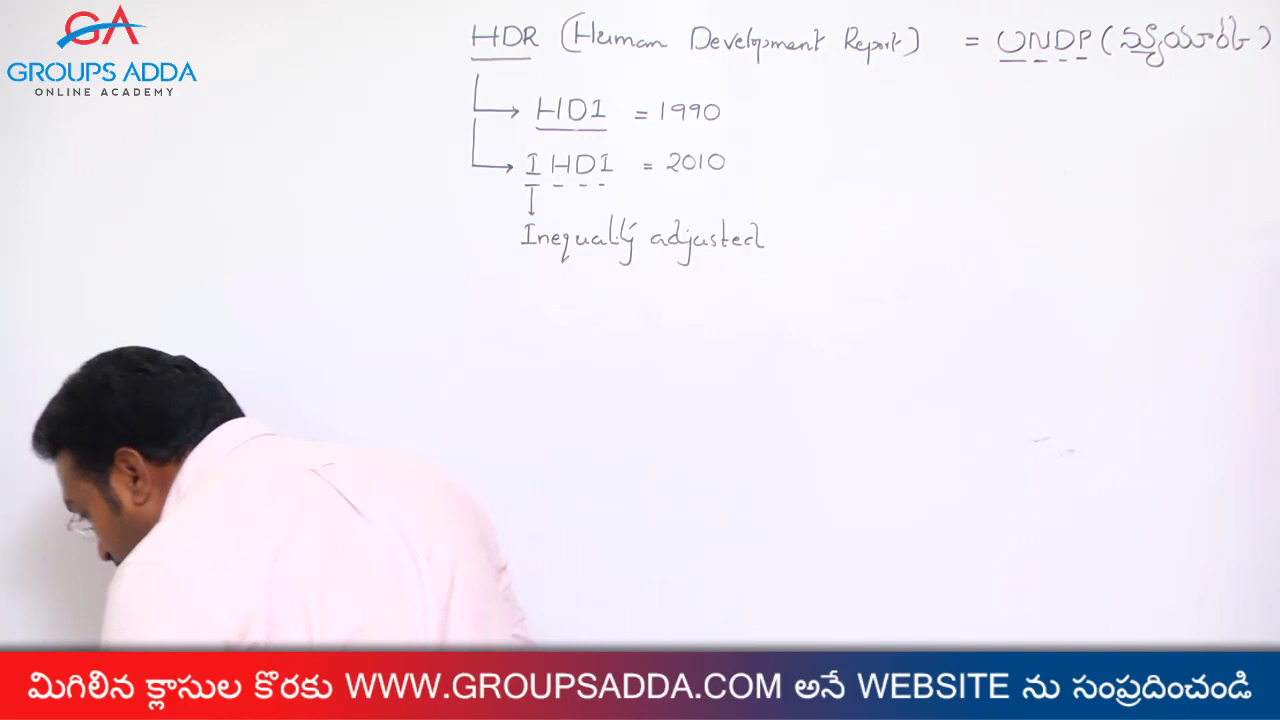 GA
GROUPS ADDA
ONLINE ACADEMY
HDR (Human Development Report) = UNDP (న్యూయార్క్)
HDI = 1990
IHDI = 2010
Inequality adjusted
మిగిలిన క్లాసుల కొరకు WWW.GROUPSADDA.COM అనే WEBSITE ను సంప్రదించండి